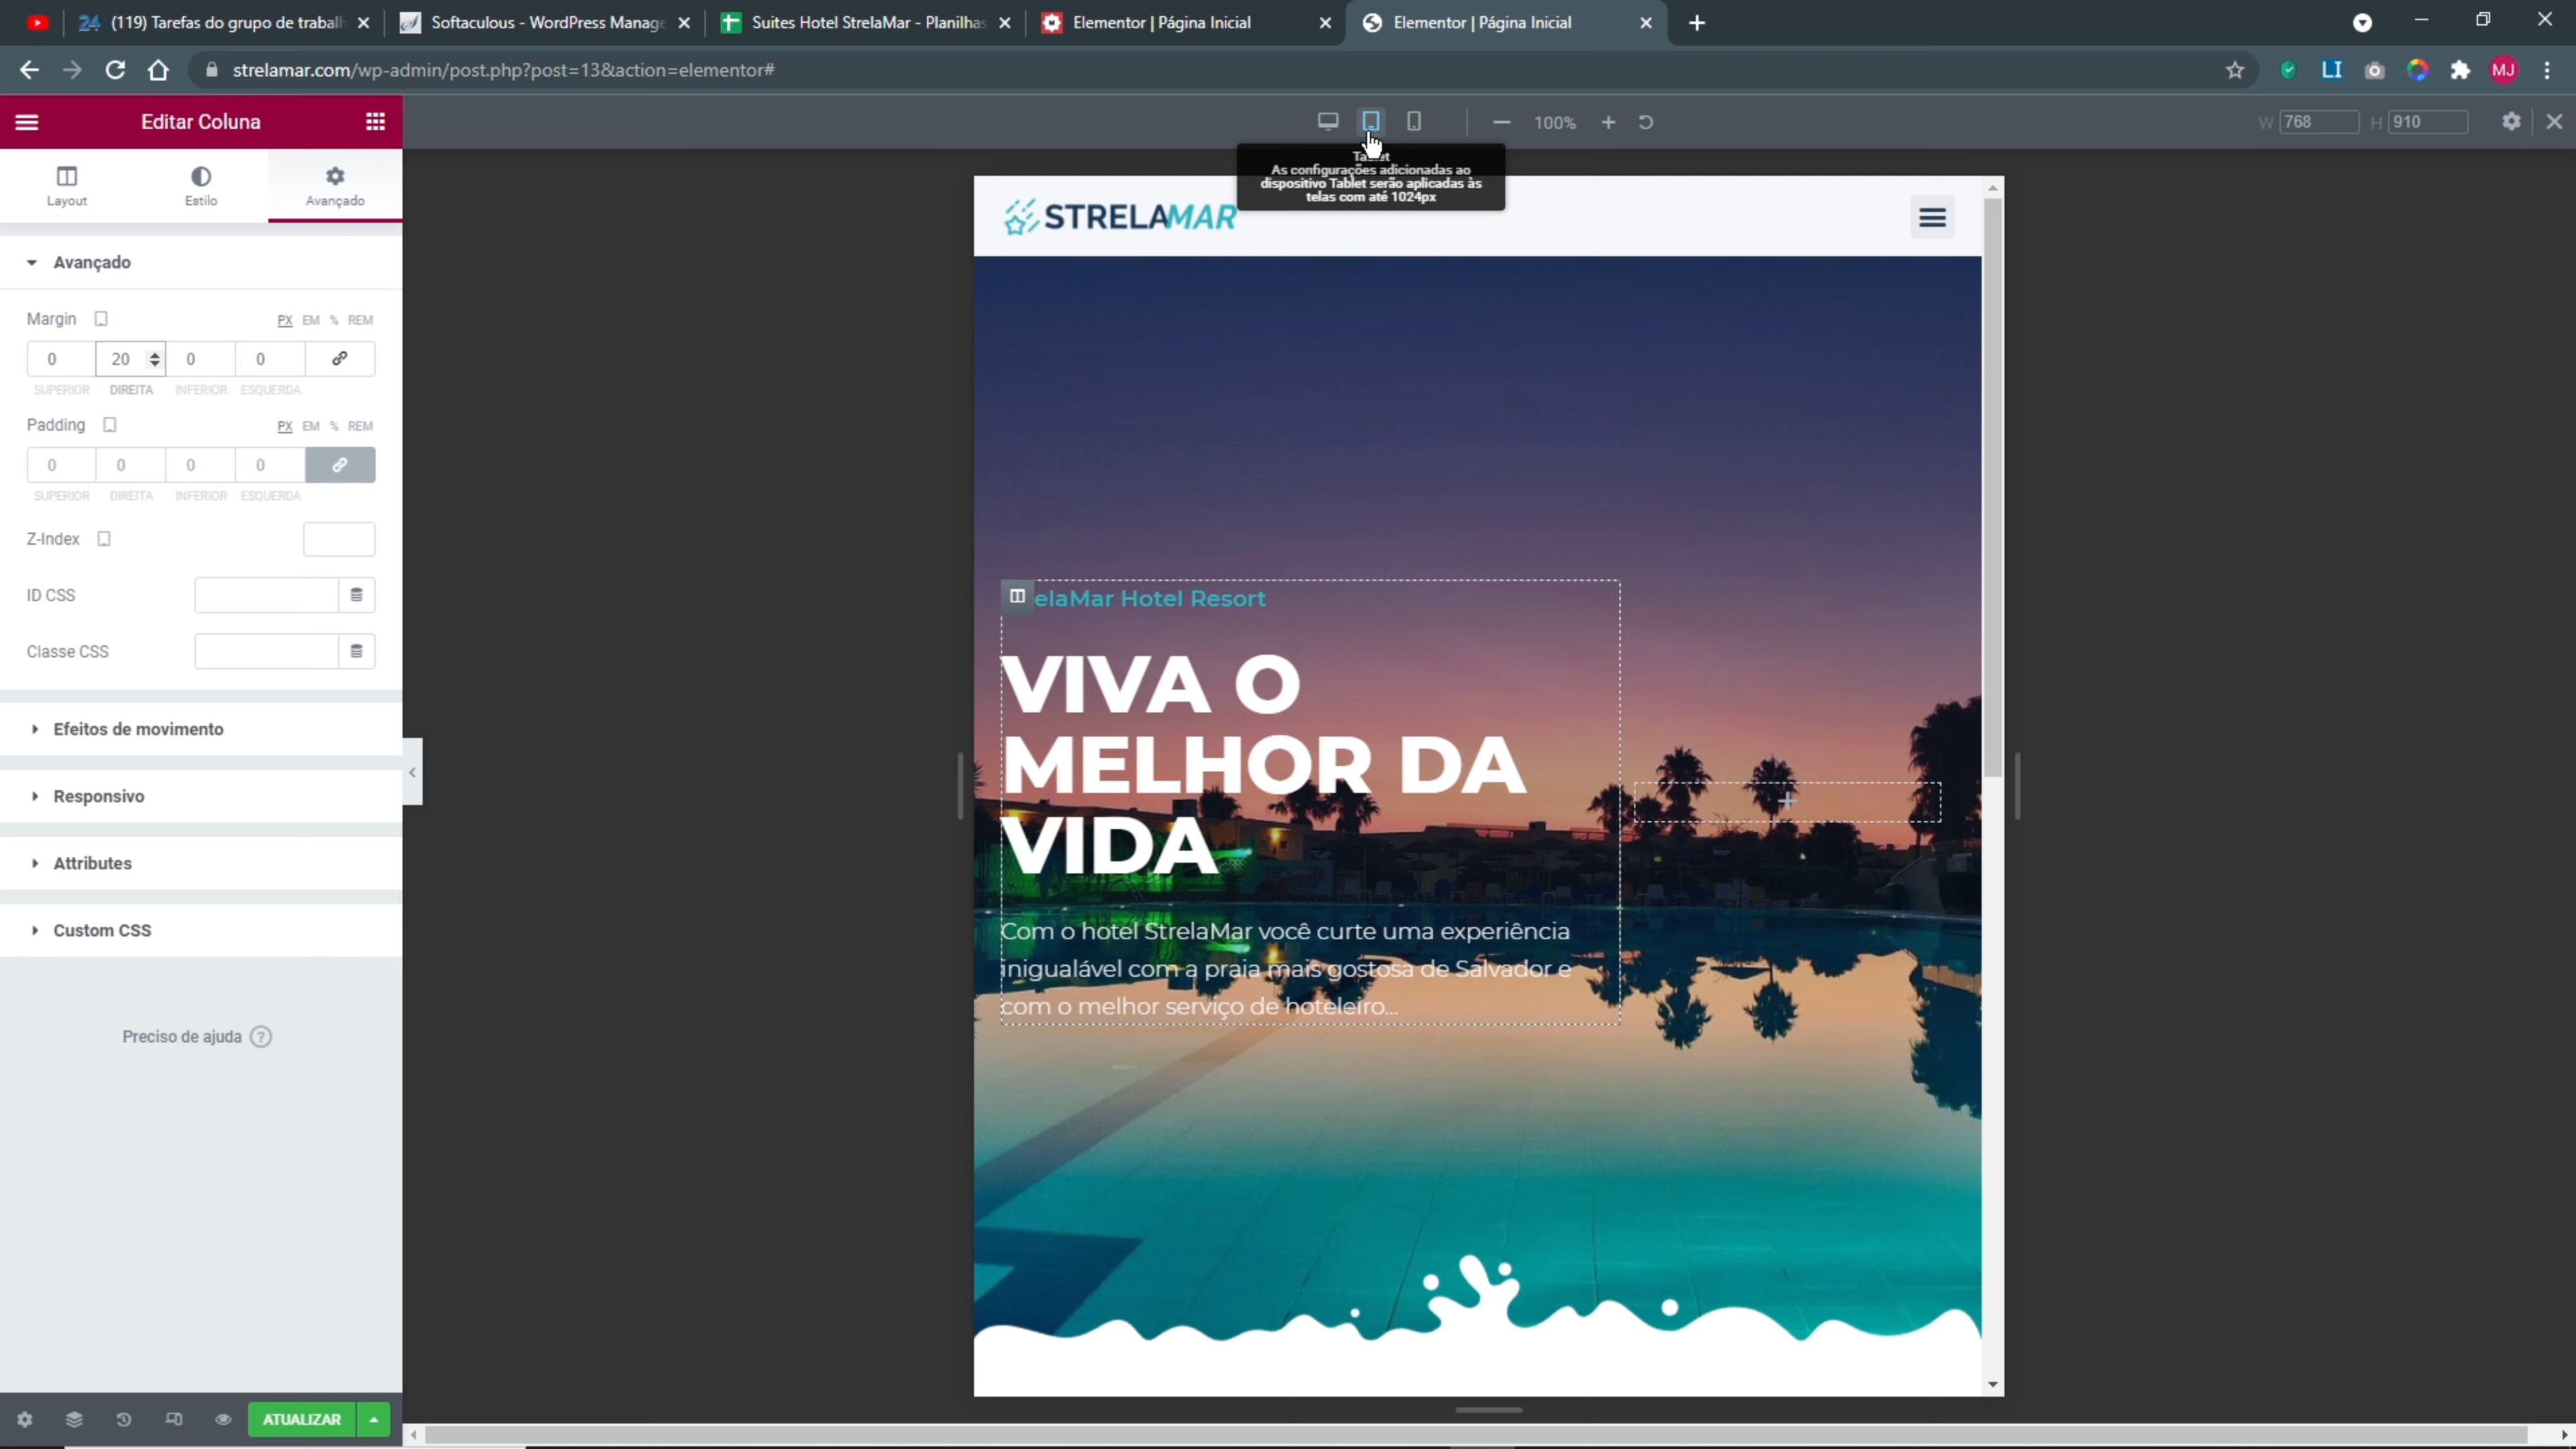 24 (119) Tarefas do grupo de trabalh
Softaculous - WordPress Manage
Suites Hotel StrelaMar - Planilhas
Elementor | Página Inicial
Elementor | Página Inicial
strelamar.com/wp-admin/post.php?post=13&action=elementor#
LI
MJ
Editar Coluna
100%
W 768
H 910
Layout
Estilo
Avançado
Tablet
As configurações adicionadas ao
dispositivo Tablet serão aplicadas às
telas com até 1024px
STRELAMAR
Avançado
Margin
PX EM % REM
0 20 0 0
SUPERIOR DIREITA INFERIOR ESQUERDA
Padding
PX EM % REM
0 0 0 0
SUPERIOR DIREITA INFERIOR ESQUERDA
Z-Index
ID CSS
Classe CSS
Efeitos de movimento
Responsivo
Attributes
Custom CSS
Preciso de ajuda ?
ATUALIZAR
elaMar Hotel Resort
VIVA O
MELHOR DA
VIDA
Com o hotel StrelaMar você curte uma experiência
inigualável com a praia mais gostosa de Salvador e
com o melhor serviço de hoteleiro...